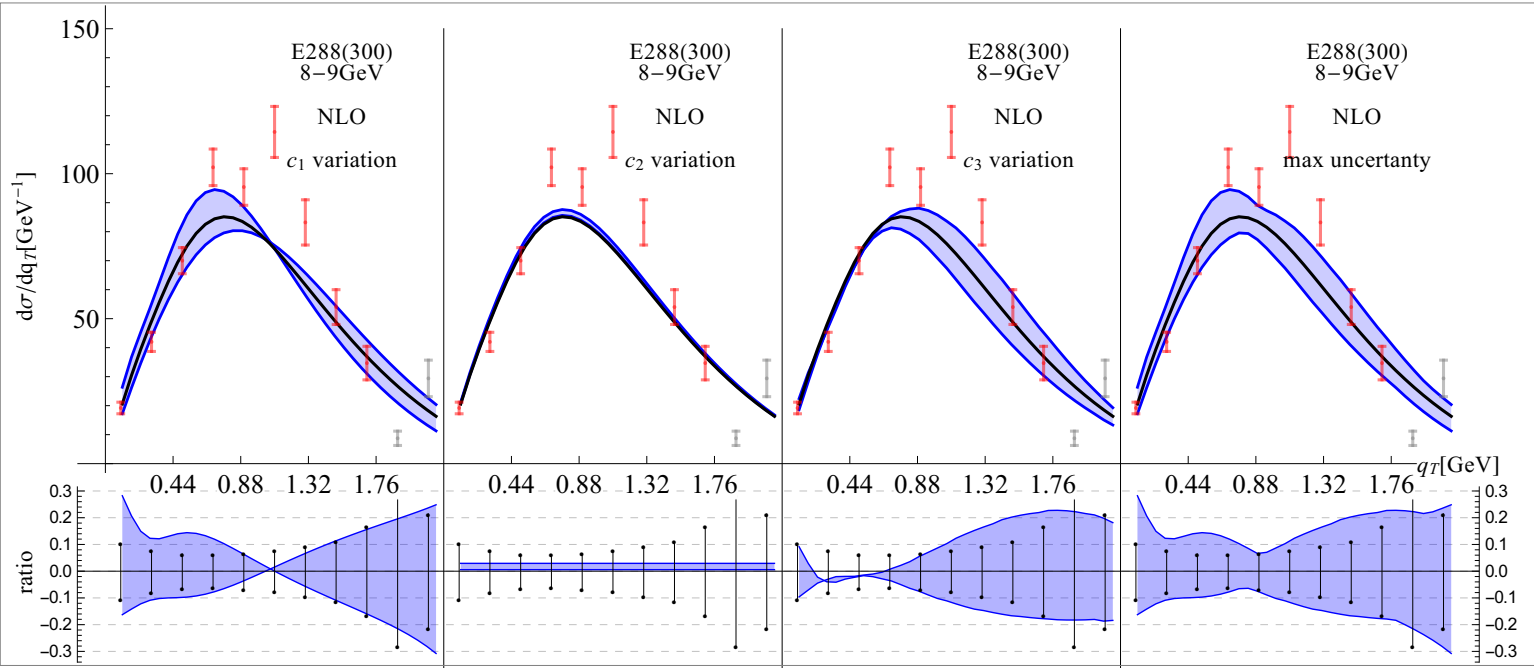 150
100
50
dσ/dqT[GeV−1]
E288(300)
8−9GeV
NLO
c1 variation
E288(300)
8−9GeV
NLO
c2 variation
E288(300)
8−9GeV
NLO
c3 variation
E288(300)
8−9GeV
NLO
max uncertanty
qT[GeV]
0.44 0.88 1.32 1.76
0.44 0.88 1.32 1.76
0.44 0.88 1.32 1.76
0.44 0.88 1.32 1.76
ratio
0.3
0.2
0.1
0.0
−0.1
−0.2
−0.3
0.3
0.2
0.1
0.0
−0.1
−0.2
−0.3